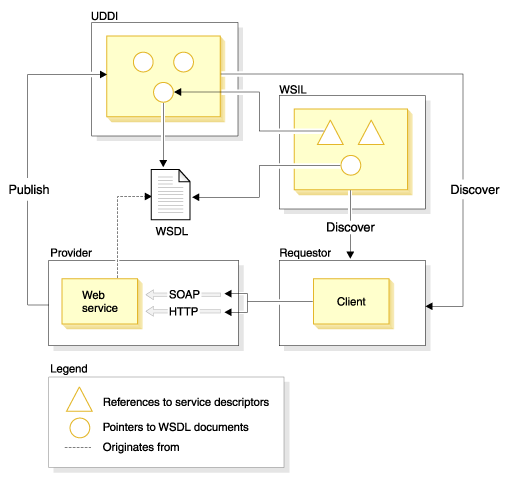 UDDI
WSIL
Publish
WSDL
Discover
Discover
Provider
Requestor
Web
service
SOAP
HTTP
Client
Legend
References to service descriptors
Pointers to WSDL documents
Originates from